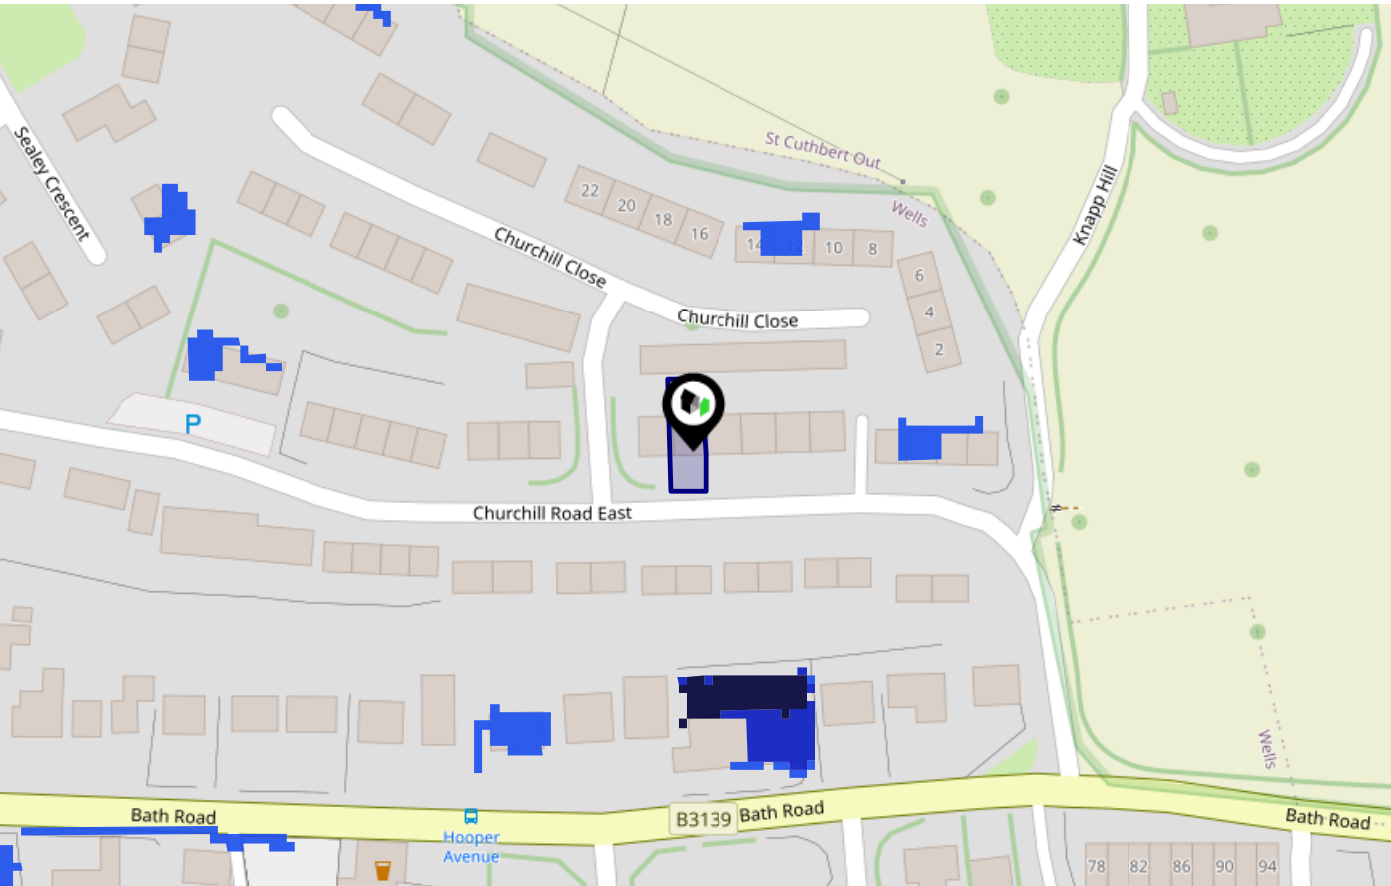 Sealey Crescent
St Cuthbert Out
Wells
Knapp Hill
22
20
18
16
14
12
10
8
6
4
2
Churchill Close
Churchill Close
P
Churchill Road East
Wells
Bath Road
B3139
Bath Road
Bath Road
Hooper
Avenue
78
82
86
90
94